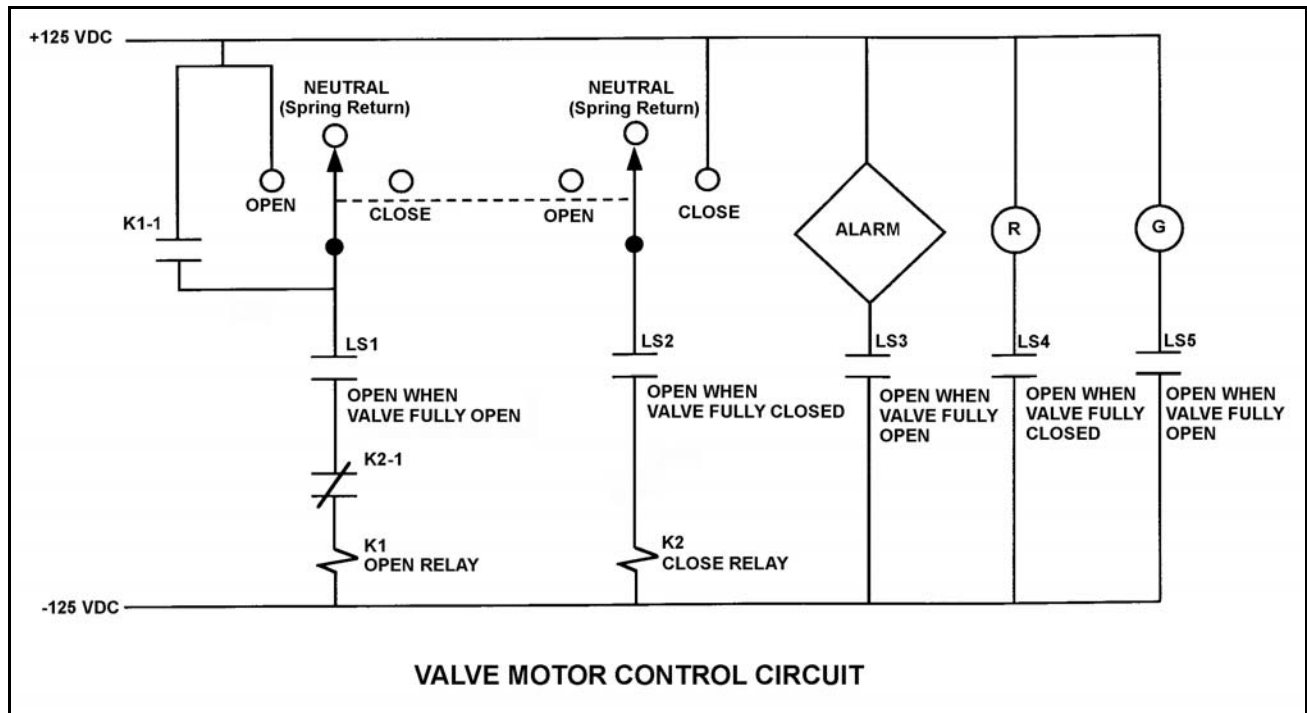 +125 VDC
NEUTRAL
(Spring Return)
NEUTRAL
(Spring Return)
OPEN
CLOSE
OPEN
CLOSE
K1-1
ALARM
R
G
LS1
OPEN WHEN
VALVE FULLY OPEN
LS2
OPEN WHEN
VALVE FULLY CLOSED
LS3
OPEN WHEN
VALVE FULLY
OPEN
LS4
OPEN WHEN
VALVE FULLY
CLOSED
LS5
OPEN WHEN
VALVE FULLY
OPEN
K2-1
K1
OPEN RELAY
K2
CLOSE RELAY
-125 VDC
VALVE MOTOR CONTROL CIRCUIT